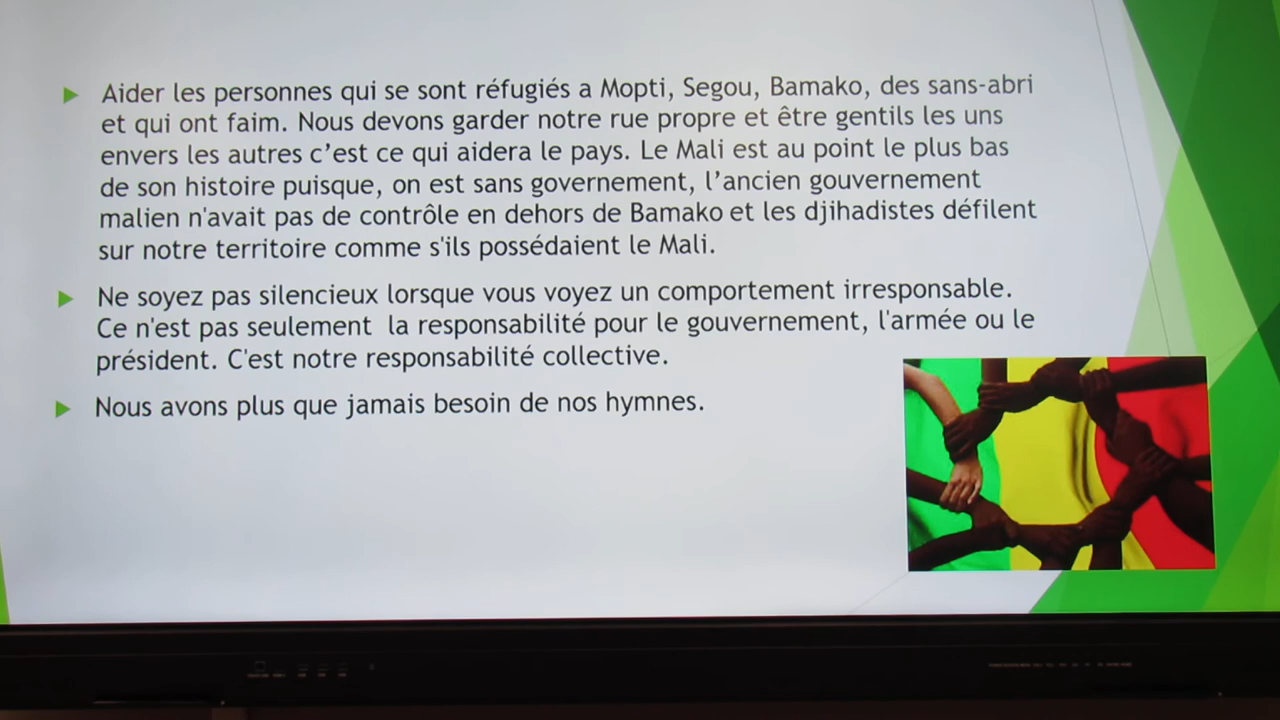 Aider les personnes qui se sont réfugiés a Mopti, Segou, Bamako, des sans-abri
et qui ont faim. Nous devons garder notre rue propre et être gentils les uns
envers les autres c’est ce qui aidera le pays. Le Mali est au point le plus bas
de son histoire puisque, on est sans governement, l’ancien gouvernement
malien n'avait pas de contrôle en dehors de Bamako et les djihadistes défilent
sur notre territoire comme s'ils possédaient le Mali.
Ne soyez pas silencieux lorsque vous voyez un comportement irresponsable.
Ce n'est pas seulement  la responsabilité pour le gouvernement, l'armée ou le
président. C'est notre responsabilité collective.
Nous avons plus que jamais besoin de nos hymnes.